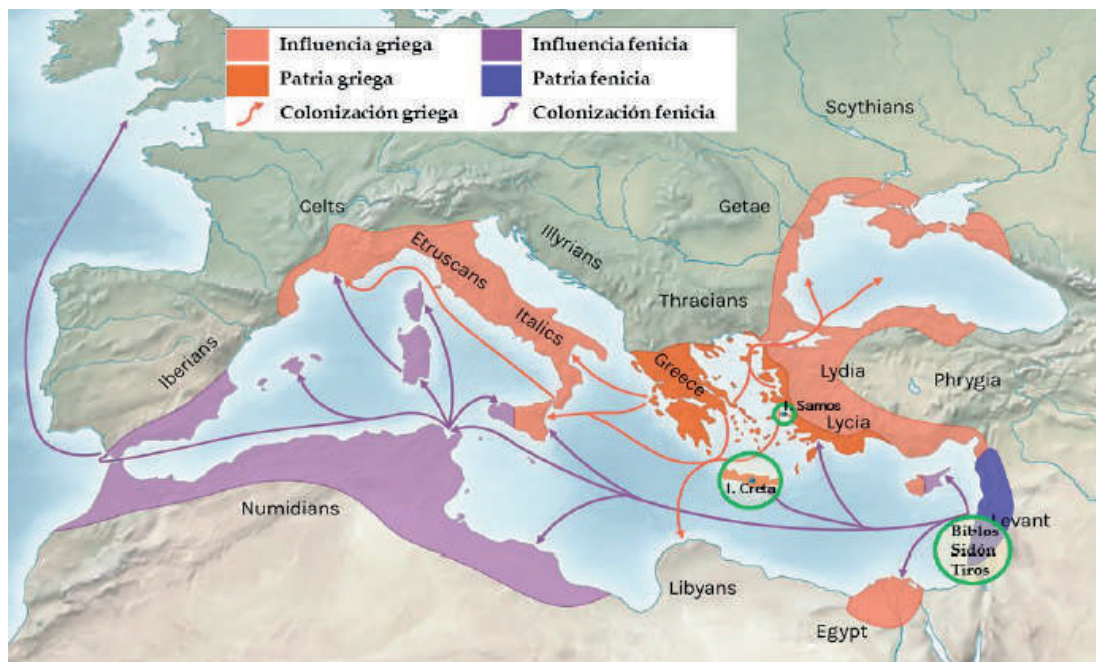 Influencia griega
Influencia fenicia
Patria griega
Patria fenicia
Colonización griega
Colonización fenicia
Scythians
Celts
Getae
Etruscans
Illyrians
Thracians
Italics
Iberians
Greece
Lydia
Phrygia
I. Samos
Lycia
I. Creta
Numidians
Levant
Biblos
Sidón
Tiros
Libyans
Egypt